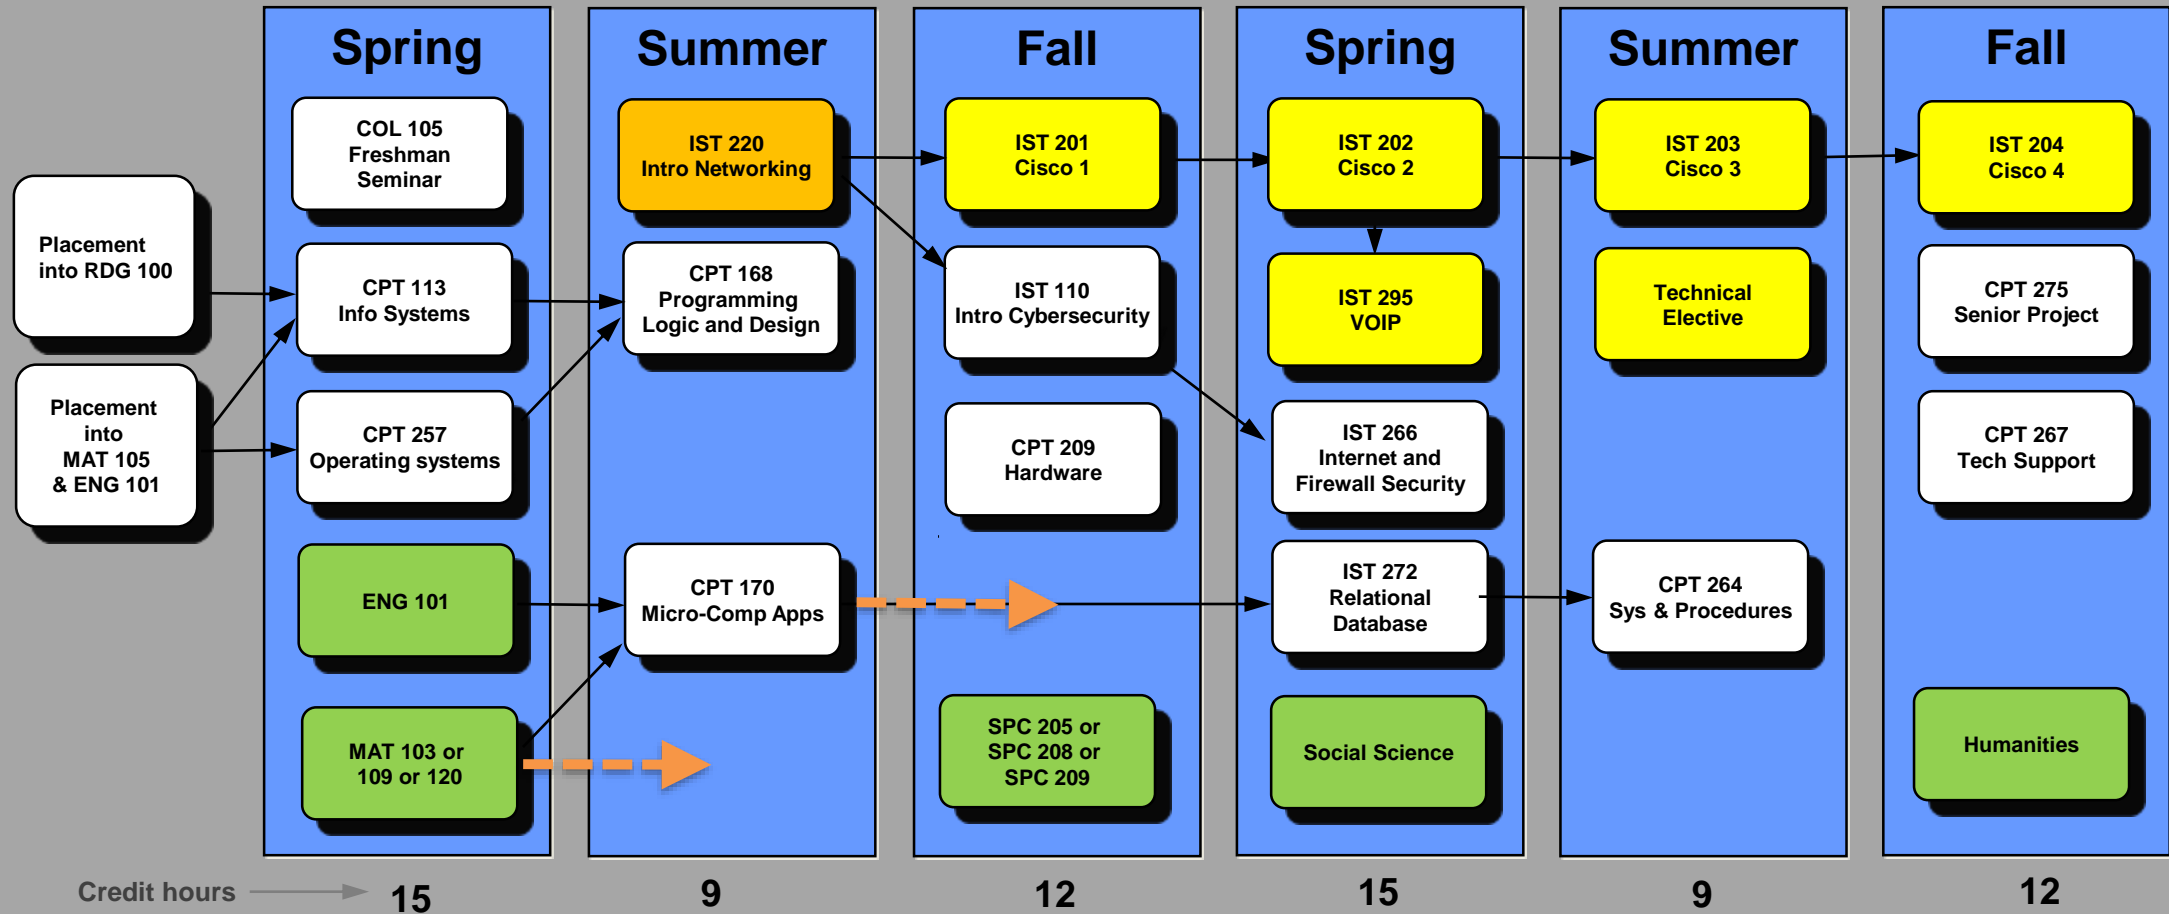 Spring
Summer
Fall
Spring
Summer
Fall
Placement
into RDG 100
Placement
into
MAT 105
& ENG 101
COL 105
Freshman
Seminar
CPT 113
Info Systems
CPT 257
Operating systems
ENG 101
MAT 103 or
109 or 120
IST 220
Intro Networking
CPT 168
Programming
Logic and Design
CPT 170
Micro-Comp Apps
IST 201
Cisco 1
IST 110
Intro Cybersecurity
CPT 209
Hardware
SPC 205 or
SPC 208 or
SPC 209
IST 202
Cisco 2
IST 295
VOIP
IST 266
Internet and
Firewall Security
IST 272
Relational
Database
Social Science
IST 203
Cisco 3
Technical
Elective
CPT 264
Sys & Procedures
IST 204
Cisco 4
CPT 275
Senior Project
CPT 267
Tech Support
Humanities
Credit hours
15
9
12
15
9
12